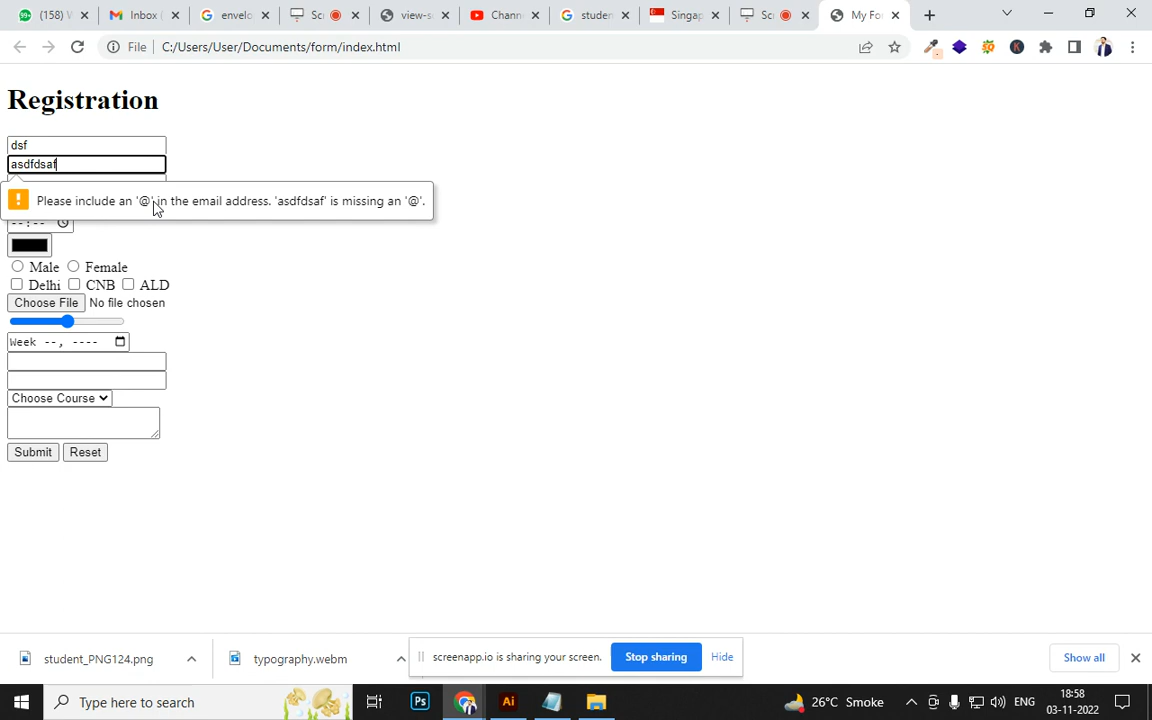 (158) W
Inbox (
envelo
Scr
view-s
Chann
studen
Singap
Sc
My Fo
File C:/Users/User/Documents/form/index.html
Registration
dsf
asdfdsaf
Please include an '@' in the email address. 'asdfdsaf' is missing an '@'.
--:--
Male Female
Delhi CNB ALD
Choose File No file chosen
Week --, ----
Choose Course
Submit Reset
student_PNG124.png
typography.webm
screenapp.io is sharing your screen.
Stop sharing
Hide
Show all
Type here to search
Ps
Ai
26°C Smoke
ENG
18:58
03-11-2022